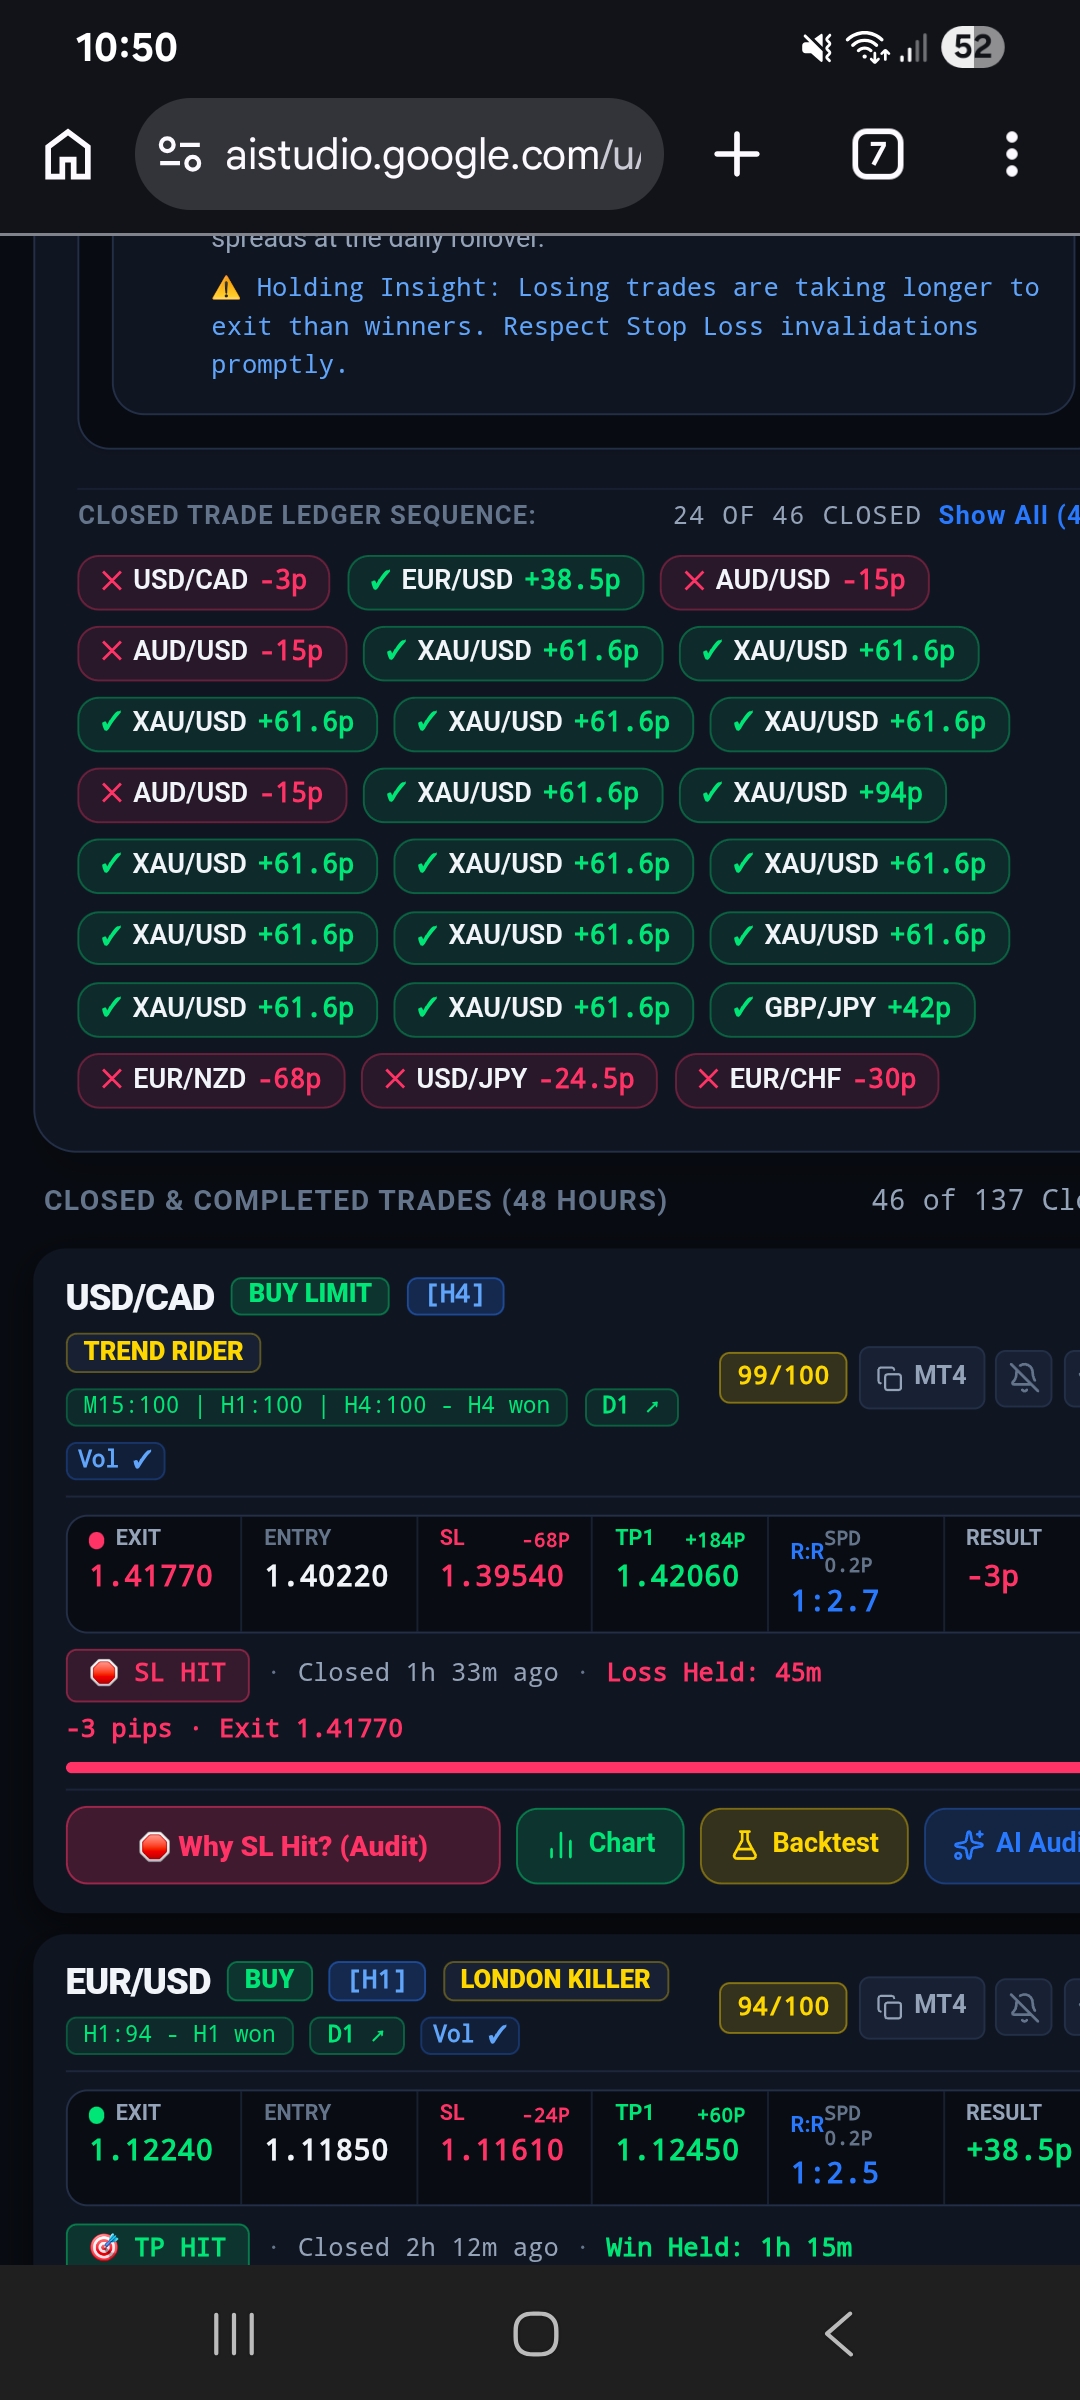 10:50
52
aistudio.google.com/u/
7
spreads at the daily rollover.
⚠️ Holding Insight: Losing trades are taking longer to
exit than winners. Respect Stop Loss invalidations
promptly.
CLOSED TRADE LEDGER SEQUENCE: 24 OF 46 CLOSED Show All (4
✕ USD/CAD -3p ✓ EUR/USD +38.5p ✕ AUD/USD -15p
✕ AUD/USD -15p ✓ XAU/USD +61.6p ✓ XAU/USD +61.6p
✓ XAU/USD +61.6p ✓ XAU/USD +61.6p ✓ XAU/USD +61.6p
✕ AUD/USD -15p ✓ XAU/USD +61.6p ✓ XAU/USD +94p
✓ XAU/USD +61.6p ✓ XAU/USD +61.6p ✓ XAU/USD +61.6p
✓ XAU/USD +61.6p ✓ XAU/USD +61.6p ✓ XAU/USD +61.6p
✓ XAU/USD +61.6p ✓ XAU/USD +61.6p ✓ GBP/JPY +42p
✕ EUR/NZD -68p ✕ USD/JPY -24.5p ✕ EUR/CHF -30p
CLOSED & COMPLETED TRADES (48 HOURS) 46 of 137 Clo
USD/CAD BUY LIMIT [H4]
TREND RIDER
99/100 MT4
M15:100 | H1:100 | H4:100 - H4 won D1 ↗
Vol ✓
EXIT ENTRY SL -68P TP1 +184P R:R SPD 0.2P RESULT
1.41770 1.40220 1.39540 1.42060 1:2.7 -3p
🛑 SL HIT · Closed 1h 33m ago · Loss Held: 45m
-3 pips · Exit 1.41770
🛑 Why SL Hit? (Audit) Chart Backtest AI Audi
EUR/USD BUY [H1] LONDON KILLER
94/100 MT4
H1:94 - H1 won D1 ↗ Vol ✓
EXIT ENTRY SL -24P TP1 +60P R:R SPD 0.2P RESULT
1.12240 1.11850 1.11610 1.12450 1:2.5 +38.5p
🎯 TP HIT · Closed 2h 12m ago · Win Held: 1h 15m